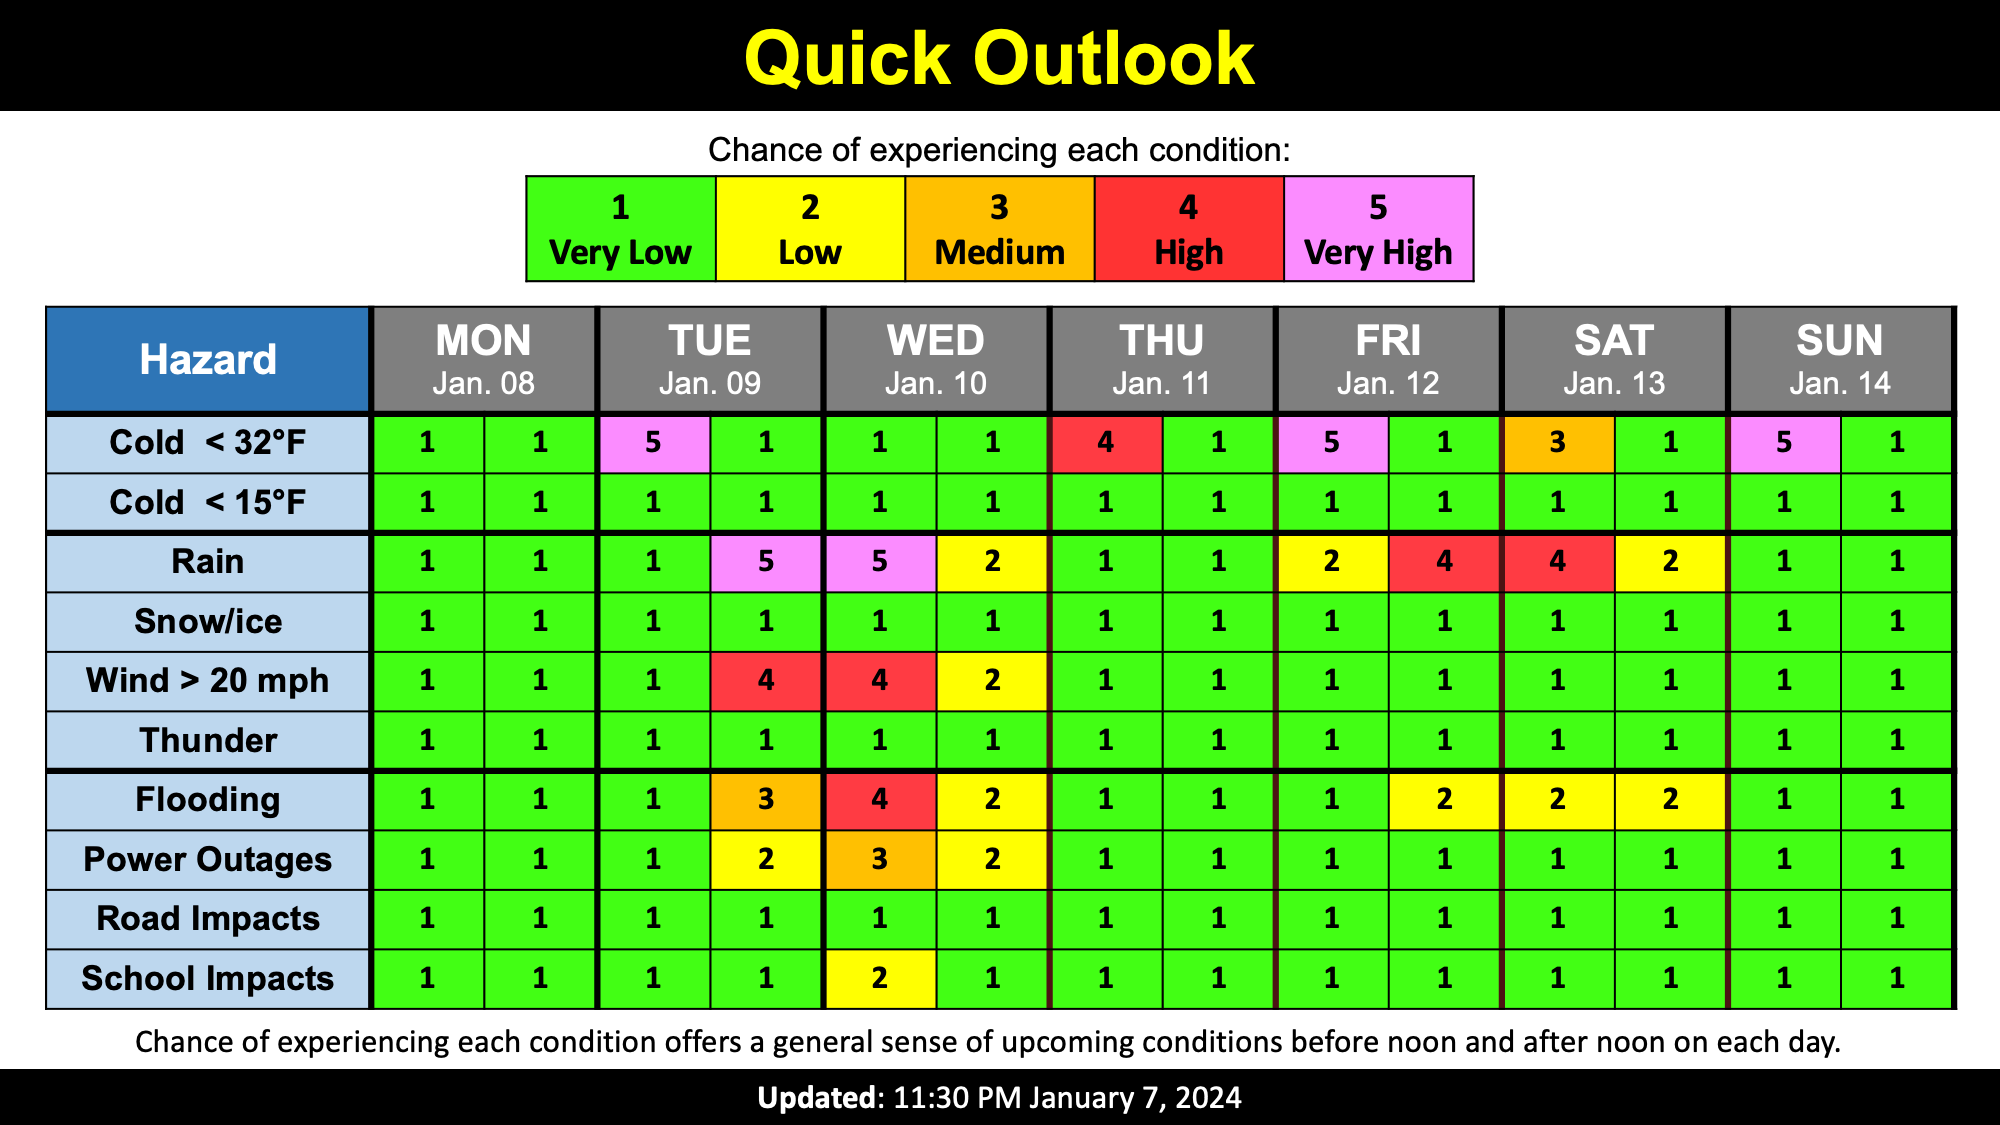 Quick Outlook
Chance of experiencing each condition:
1 2 3 4 5
Very Low Low Medium High Very High
Hazard MON TUE WED THU FRI SAT SUN
Jan. 08 Jan. 09 Jan. 10 Jan. 11 Jan. 12 Jan. 13 Jan. 14
Cold < 32°F 1 1 5 1 1 1 4 1 5 1 3 1 5 1
Cold < 15°F 1 1 1 1 1 1 1 1 1 1 1 1 1 1
Rain 1 1 1 5 5 2 1 1 2 4 4 2 1 1
Snow/ice 1 1 1 1 1 1 1 1 1 1 1 1 1 1
Wind > 20 mph 1 1 1 4 4 2 1 1 1 1 1 1 1 1
Thunder 1 1 1 1 1 1 1 1 1 1 1 1 1 1
Flooding 1 1 1 3 4 2 1 1 1 2 2 2 1 1
Power Outages 1 1 1 2 3 2 1 1 1 1 1 1 1 1
Road Impacts 1 1 1 1 1 1 1 1 1 1 1 1 1 1
School Impacts 1 1 1 1 2 1 1 1 1 1 1 1 1 1
Chance of experiencing each condition offers a general sense of upcoming conditions before noon and after noon on each day.
Updated: 11:30 PM January 7, 2024